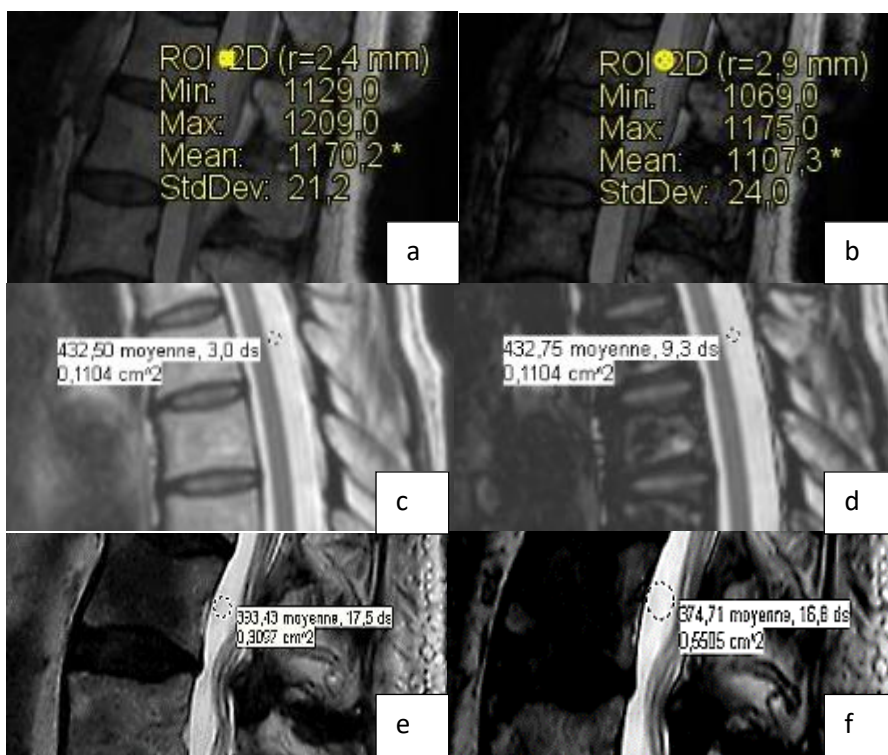 ROI 2D (r=2,4 mm)
Min: 1129,0
Max: 1209,0
Mean: 1170,2 *
StdDev: 21,2
a
ROI 2D (r=2,9 mm)
Min: 1069,0
Max: 1175,0
Mean: 1107,3 *
StdDev: 24,0
b
432,50 moyenne, 3,0 ds
0,1104 cm^2
c
432,75 moyenne, 9,3 ds
0,1104 cm^2
d
393,43 moyenne, 17,5 ds
0,3097 cm^2
e
374,71 moyenne, 16,8 ds
0,5505 cm^2
f